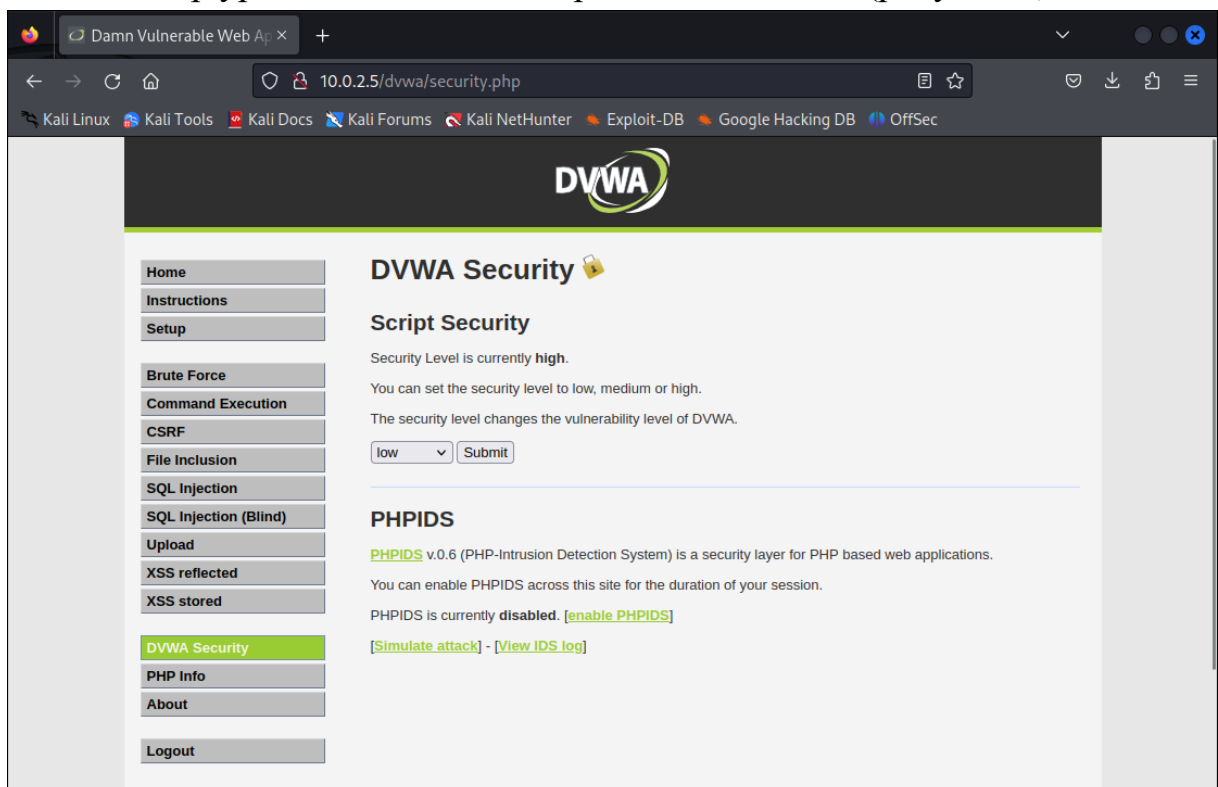 Damn Vulnerable Web Ap
10.0.2.5/dvwa/security.php
Kali Linux Kali Tools Kali Docs Kali Forums Kali NetHunter Exploit-DB Google Hacking DB OffSec
DVWA
Home
Instructions
Setup
Brute Force
Command Execution
CSRF
File Inclusion
SQL Injection
SQL Injection (Blind)
Upload
XSS reflected
XSS stored
DVWA Security
PHP Info
About
Logout
DVWA Security
Script Security
Security Level is currently high.
You can set the security level to low, medium or high.
The security level changes the vulnerability level of DVWA.
low Submit
PHPIDS
PHPIDS v.0.6 (PHP-Intrusion Detection System) is a security layer for PHP based web applications.
You can enable PHPIDS across this site for the duration of your session.
PHPIDS is currently disabled. [enable PHPIDS]
[Simulate attack] - [View IDS log]